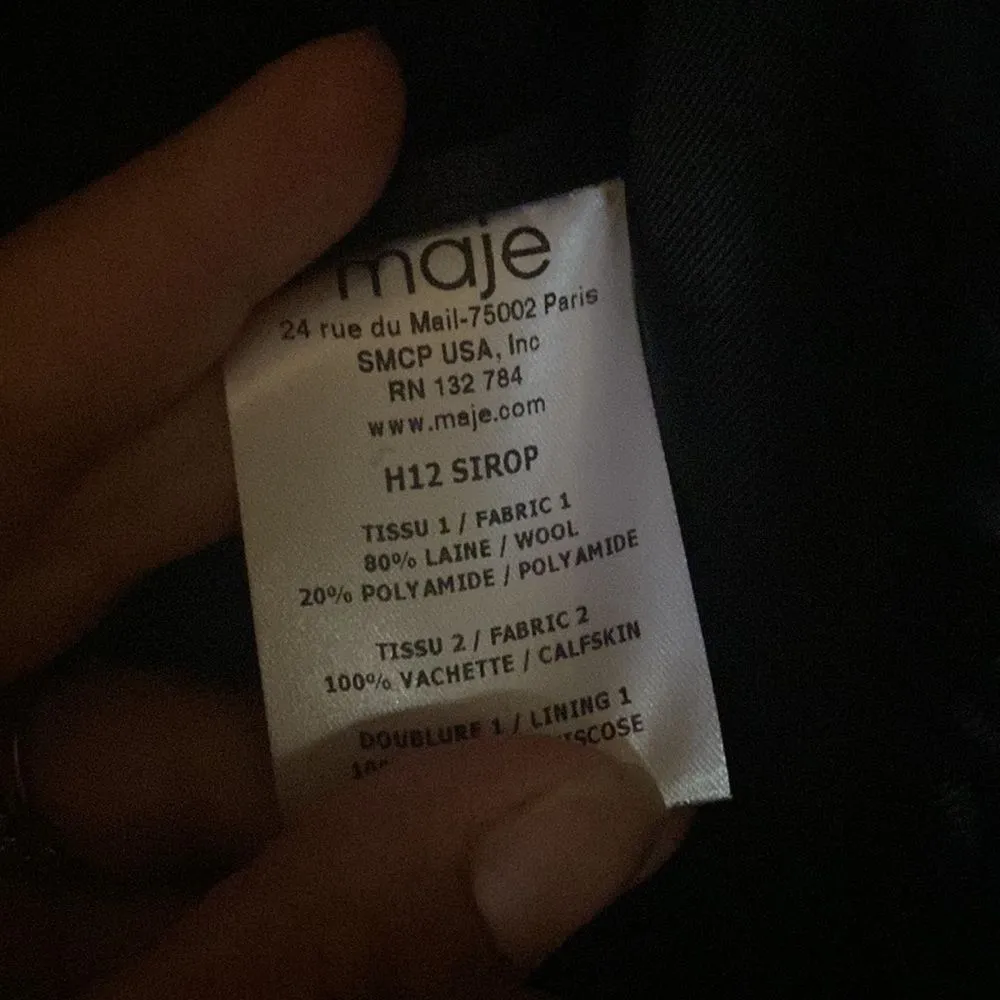 maje
24 rue du Mail-75002 Paris
SMCP USA, Inc
RN 132 784
www.maje.com
H12 SIROP
TISSU 1 / FABRIC 1
80% LAINE / WOOL
20% POLYAMIDE / POLYAMIDE
TISSU 2 / FABRIC 2
100% VACHETTE / CALFSKIN
DOUBLURE 1 / LINING 1